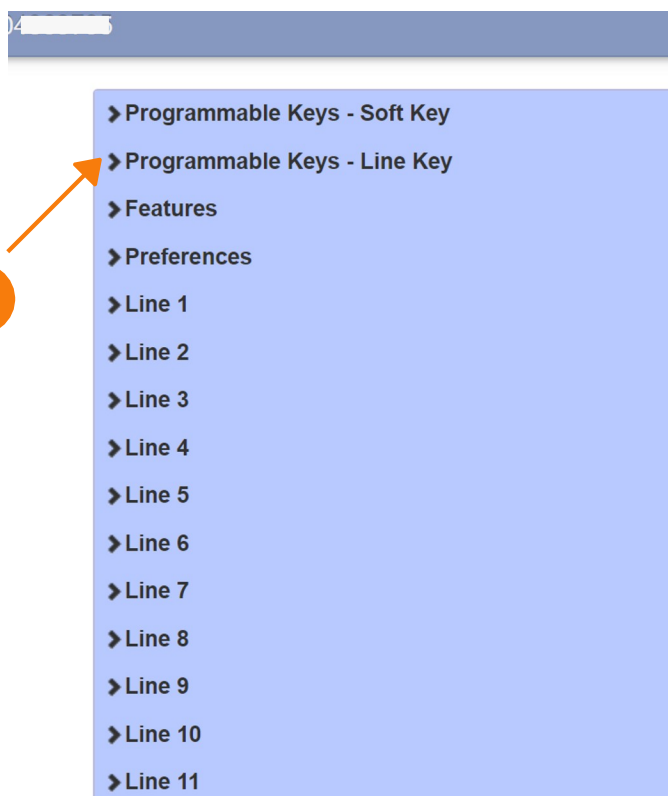 Programmable Keys - Soft Key
Programmable Keys - Line Key
Features
Preferences
Line 1
Line 2
Line 3
Line 4
Line 5
Line 6
Line 7
Line 8
Line 9
Line 10
Line 11